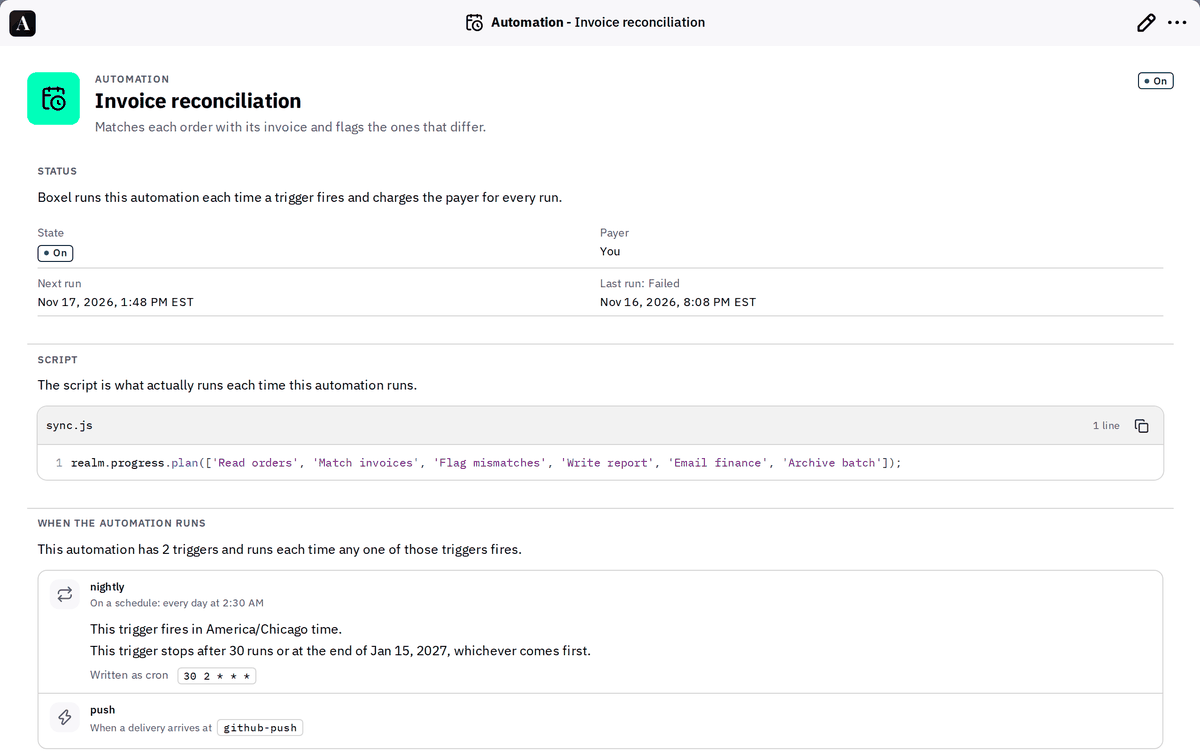 A
Automation - Invoice reconciliation
AUTOMATION
Invoice reconciliation
Matches each order with its invoice and flags the ones that differ.
On
STATUS
Boxel runs this automation each time a trigger fires and charges the payer for every run.
State
On
Payer
You
Next run
Nov 17, 2026, 1:48 PM EST
Last run: Failed
Nov 16, 2026, 8:08 PM EST
SCRIPT
The script is what actually runs each time this automation runs.
sync.js
1 line
1 realm.progress.plan(['Read orders', 'Match invoices', 'Flag mismatches', 'Write report', 'Email finance', 'Archive batch']);
WHEN THE AUTOMATION RUNS
This automation has 2 triggers and runs each time any one of those triggers fires.
nightly
On a schedule: every day at 2:30 AM
This trigger fires in America/Chicago time.
This trigger stops after 30 runs or at the end of Jan 15, 2027, whichever comes first.
Written as cron 30 2 * * *
push
When a delivery arrives at github-push